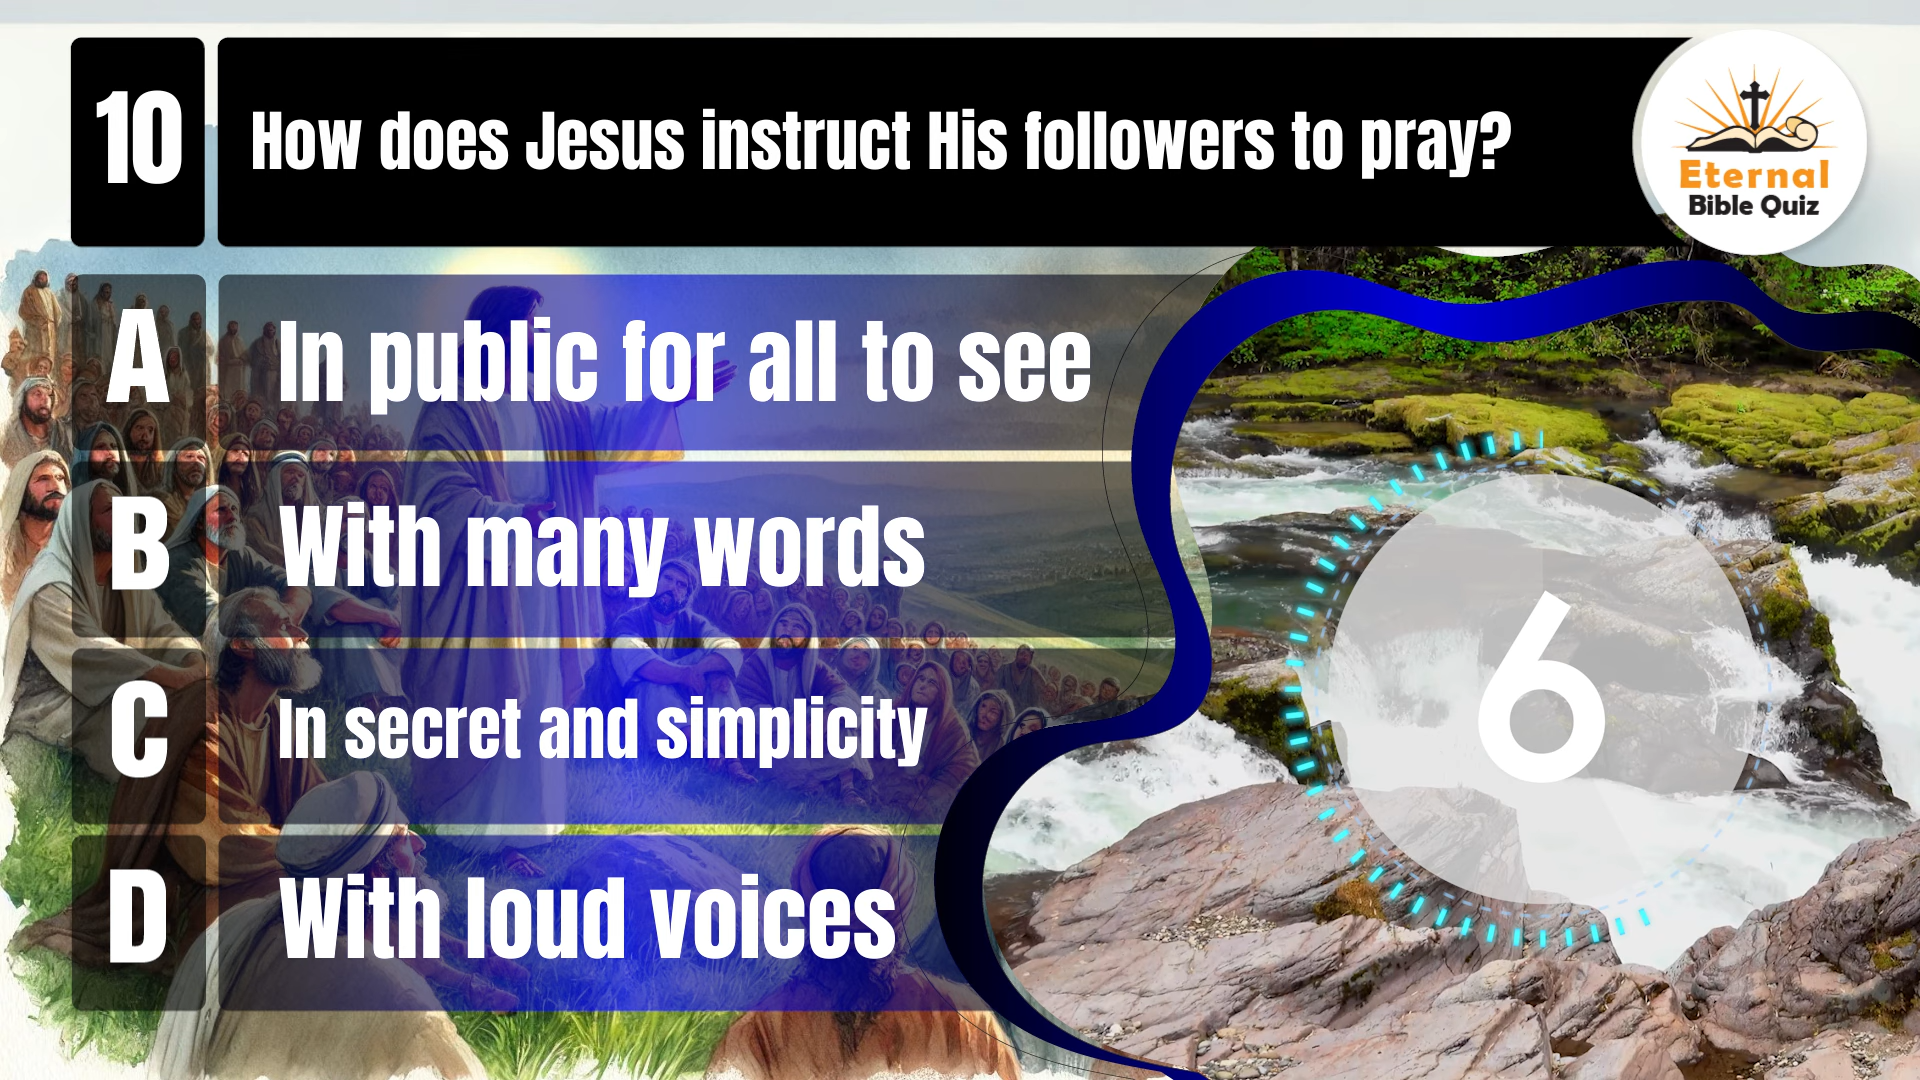 10
How does Jesus instruct His followers to pray?
Eternal
Bible Quiz
A
In public for all to see
B
With many words
C
In secret and simplicity
D
With loud voices
6